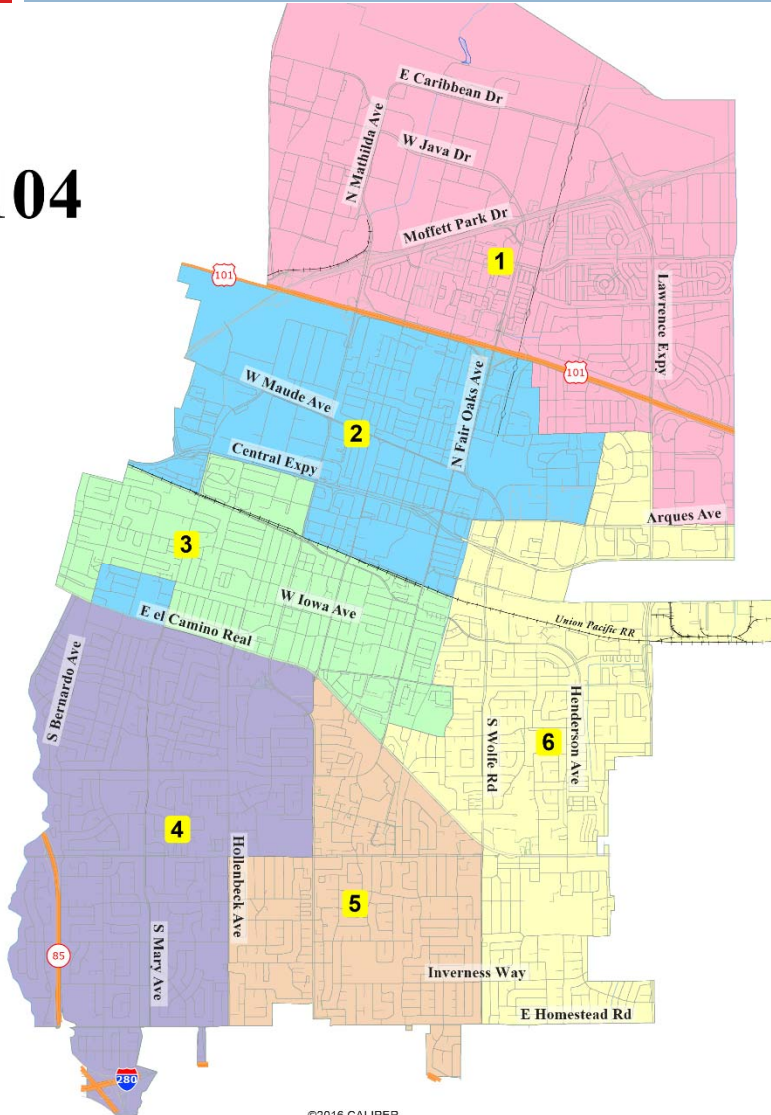 E Caribbean Dr
N Mathilda Ave
W Java Dr
104
Moffett Park Dr
1
101
Lawrence Expy
101
W Maude Ave
N Fair Oaks Ave
2
Central Expy
Arques Ave
3
W Iowa Ave
E el Camino Real
Union Pacific RR
S Bernardo Ave
S Wolfe Rd
Henderson Ave
6
4
Hollenbeck Ave
5
85
S Mary Ave
Inverness Way
E Homestead Rd
280
©2016 CALIPER